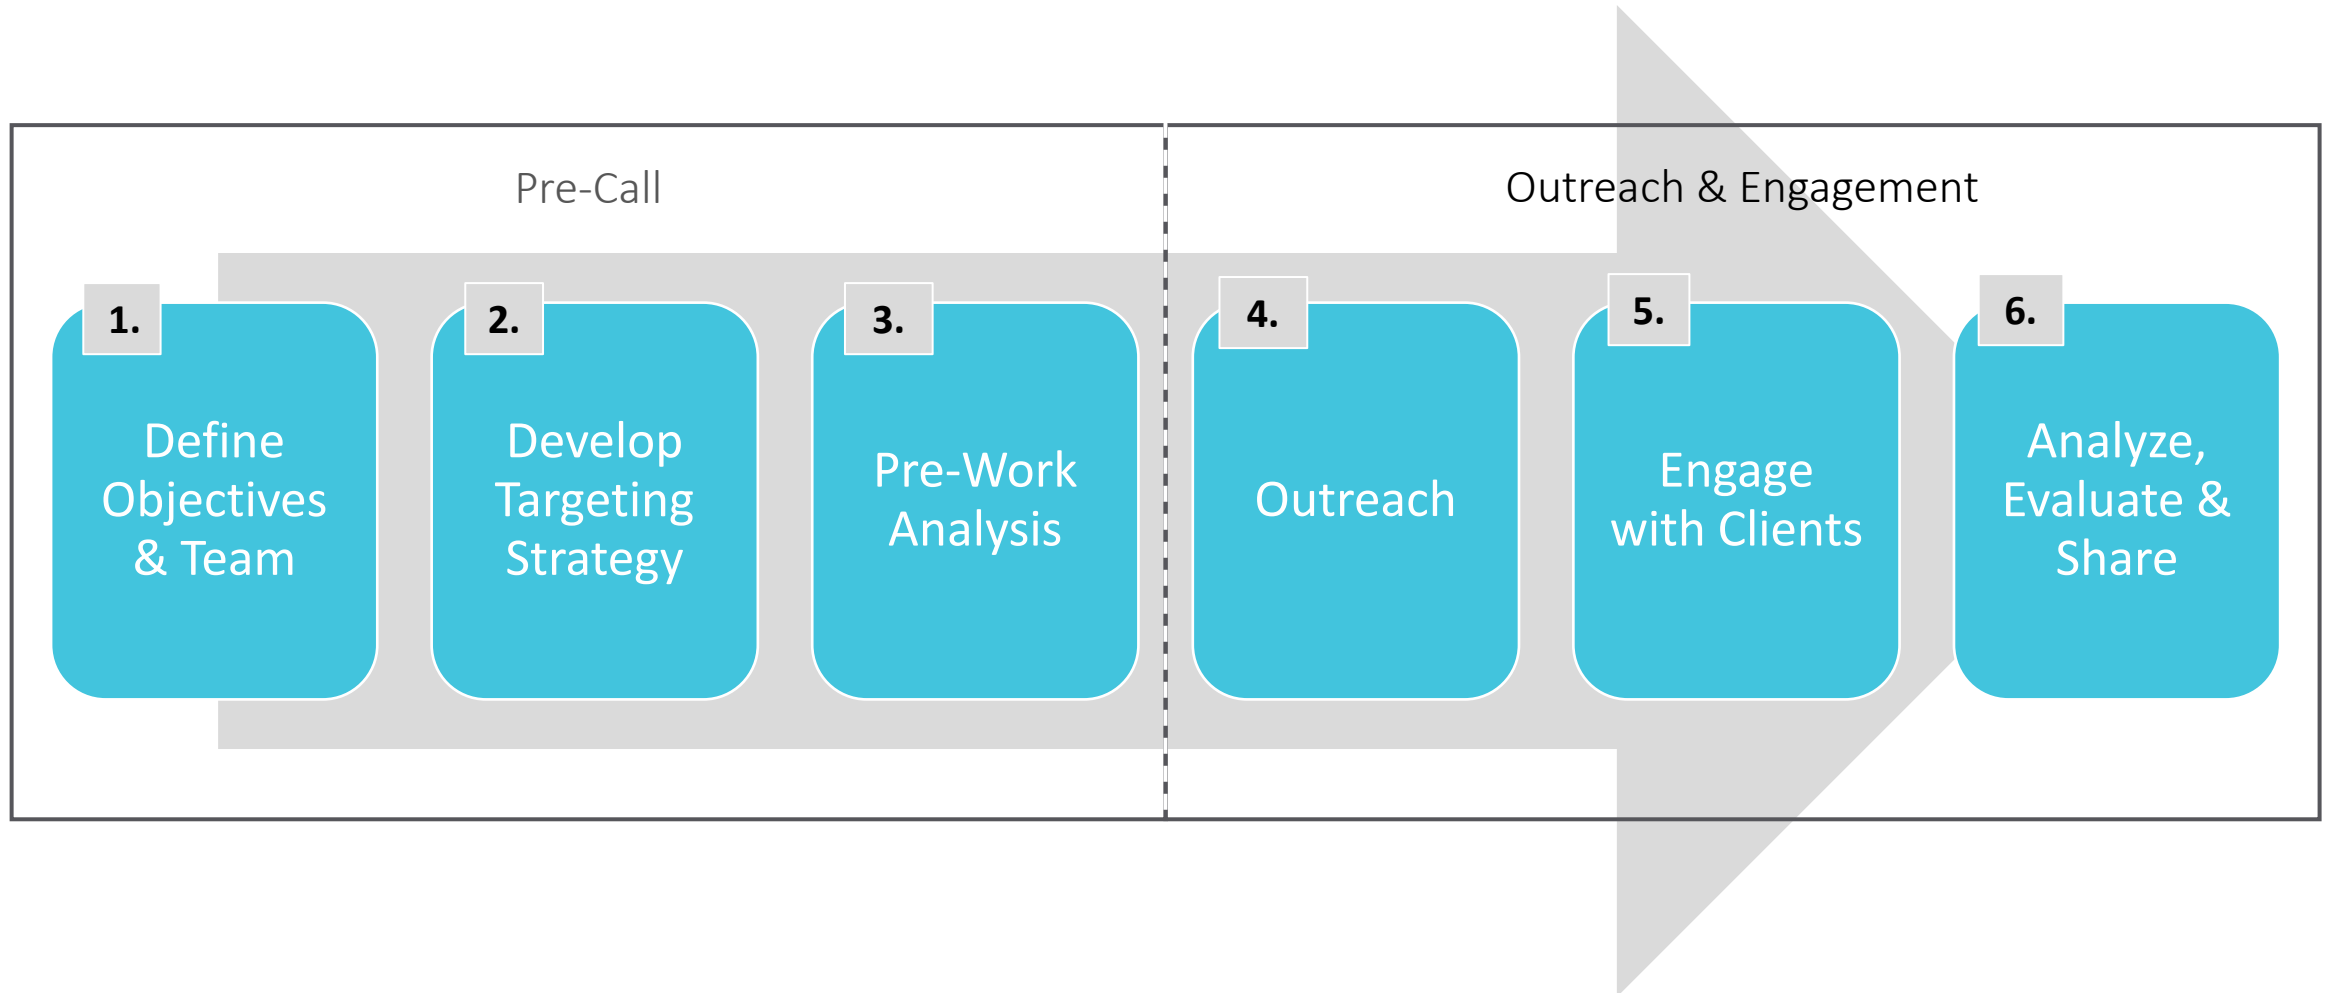 Pre-Call
Outreach & Engagement
1.
Define
Objectives
& Team
2.
Develop
Targeting
Strategy
3.
Pre-Work
Analysis
4.
Outreach
5.
Engage
with Clients
6.
Analyze,
Evaluate &
Share